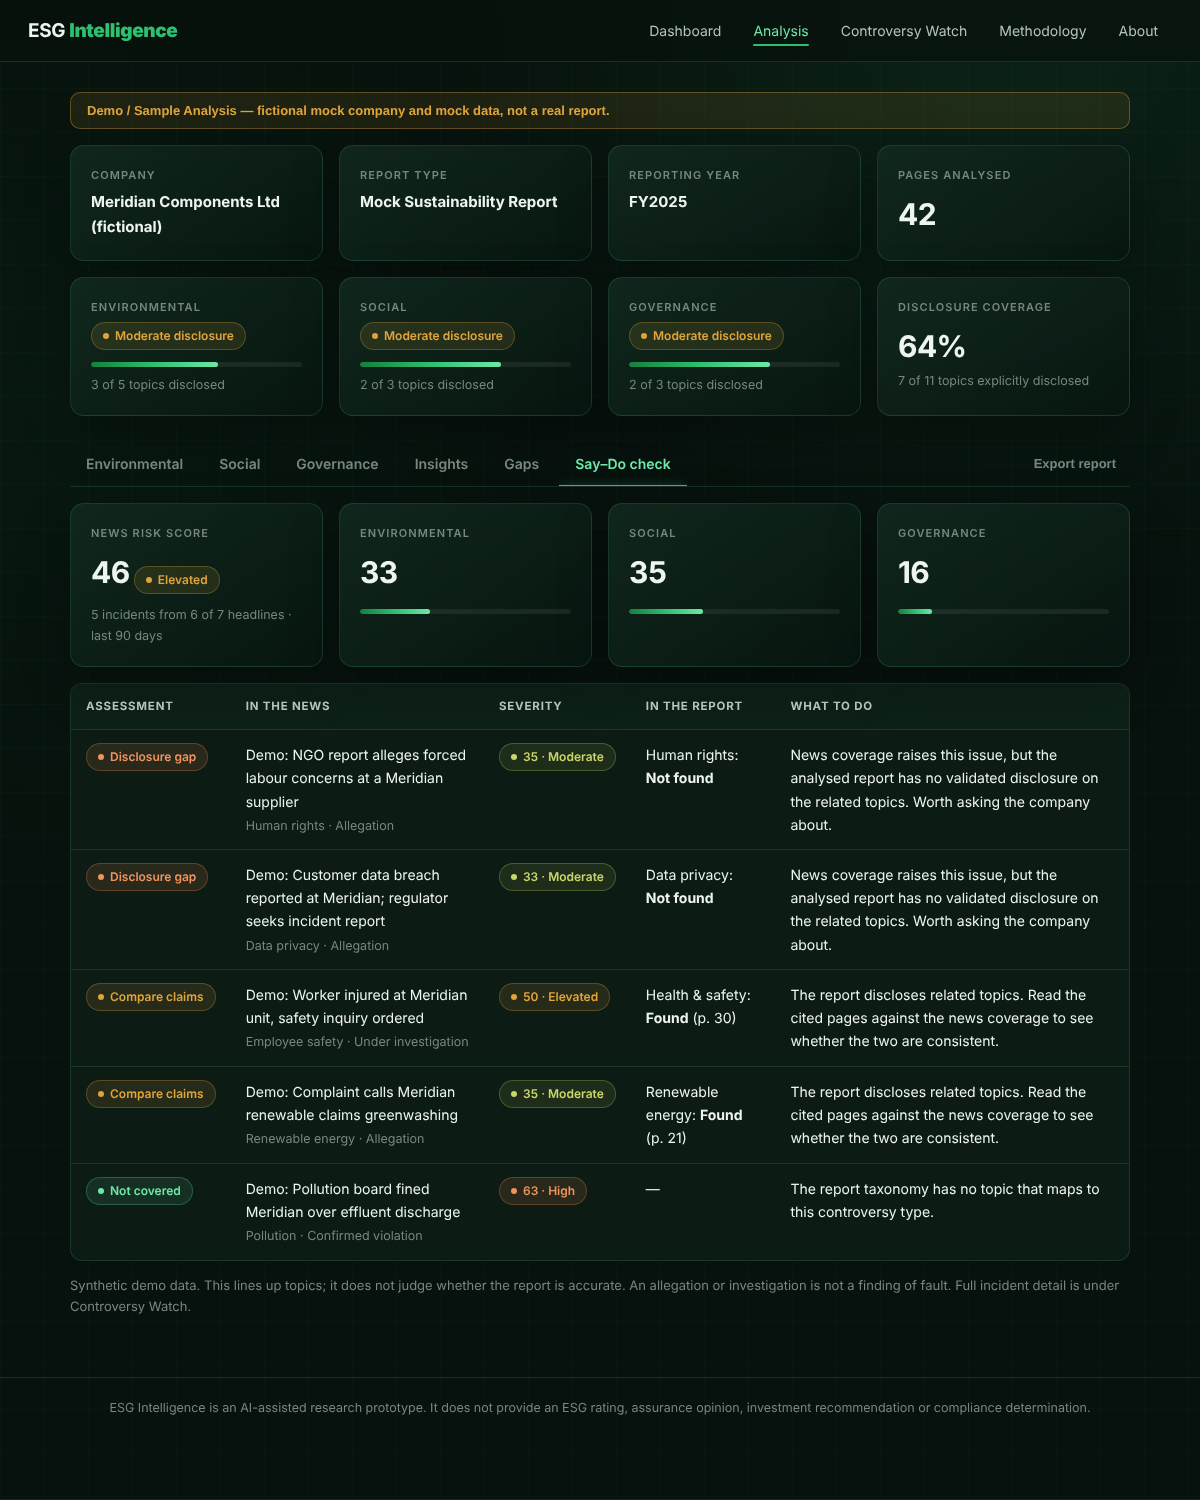 ESG Intelligence
Dashboard
Analysis
Controversy Watch
Methodology
About
Demo / Sample Analysis — fictional mock company and mock data, not a real report.
COMPANY
Meridian Components Ltd
(fictional)
REPORT TYPE
Mock Sustainability Report
REPORTING YEAR
FY2025
PAGES ANALYSED
42
ENVIRONMENTAL
Moderate disclosure
3 of 5 topics disclosed
SOCIAL
Moderate disclosure
2 of 3 topics disclosed
GOVERNANCE
Moderate disclosure
2 of 3 topics disclosed
DISCLOSURE COVERAGE
64%
7 of 11 topics explicitly disclosed
Environmental
Social
Governance
Insights
Gaps
Say–Do check
Export report
NEWS RISK SCORE
46 Elevated
5 incidents from 6 of 7 headlines ·
last 90 days
ENVIRONMENTAL
33
SOCIAL
35
GOVERNANCE
16
ASSESSMENT
IN THE NEWS
SEVERITY
IN THE REPORT
WHAT TO DO
Disclosure gap
Demo: NGO report alleges forced
labour concerns at a Meridian
supplier
Human rights · Allegation
35 · Moderate
Human rights:
Not found
News coverage raises this issue, but the
analysed report has no validated disclosure on
the related topics. Worth asking the company
about.
Disclosure gap
Demo: Customer data breach
reported at Meridian; regulator
seeks incident report
Data privacy · Allegation
33 · Moderate
Data privacy:
Not found
News coverage raises this issue, but the
analysed report has no validated disclosure on
the related topics. Worth asking the company
about.
Compare claims
Demo: Worker injured at Meridian
unit, safety inquiry ordered
Employee safety · Under investigation
50 · Elevated
Health & safety:
Found (p. 30)
The report discloses related topics. Read the
cited pages against the news coverage to see
whether the two are consistent.
Compare claims
Demo: Complaint calls Meridian
renewable claims greenwashing
Renewable energy · Allegation
35 · Moderate
Renewable
energy: Found
(p. 21)
The report discloses related topics. Read the
cited pages against the news coverage to see
whether the two are consistent.
Not covered
Demo: Pollution board fined
Meridian over effluent discharge
Pollution · Confirmed violation
63 · High
—
The report taxonomy has no topic that maps to
this controversy type.
Synthetic demo data. This lines up topics; it does not judge whether the report is accurate. An allegation or investigation is not a finding of fault. Full incident detail is under
Controversy Watch.
ESG Intelligence is an AI-assisted research prototype. It does not provide an ESG rating, assurance opinion, investment recommendation or compliance determination.